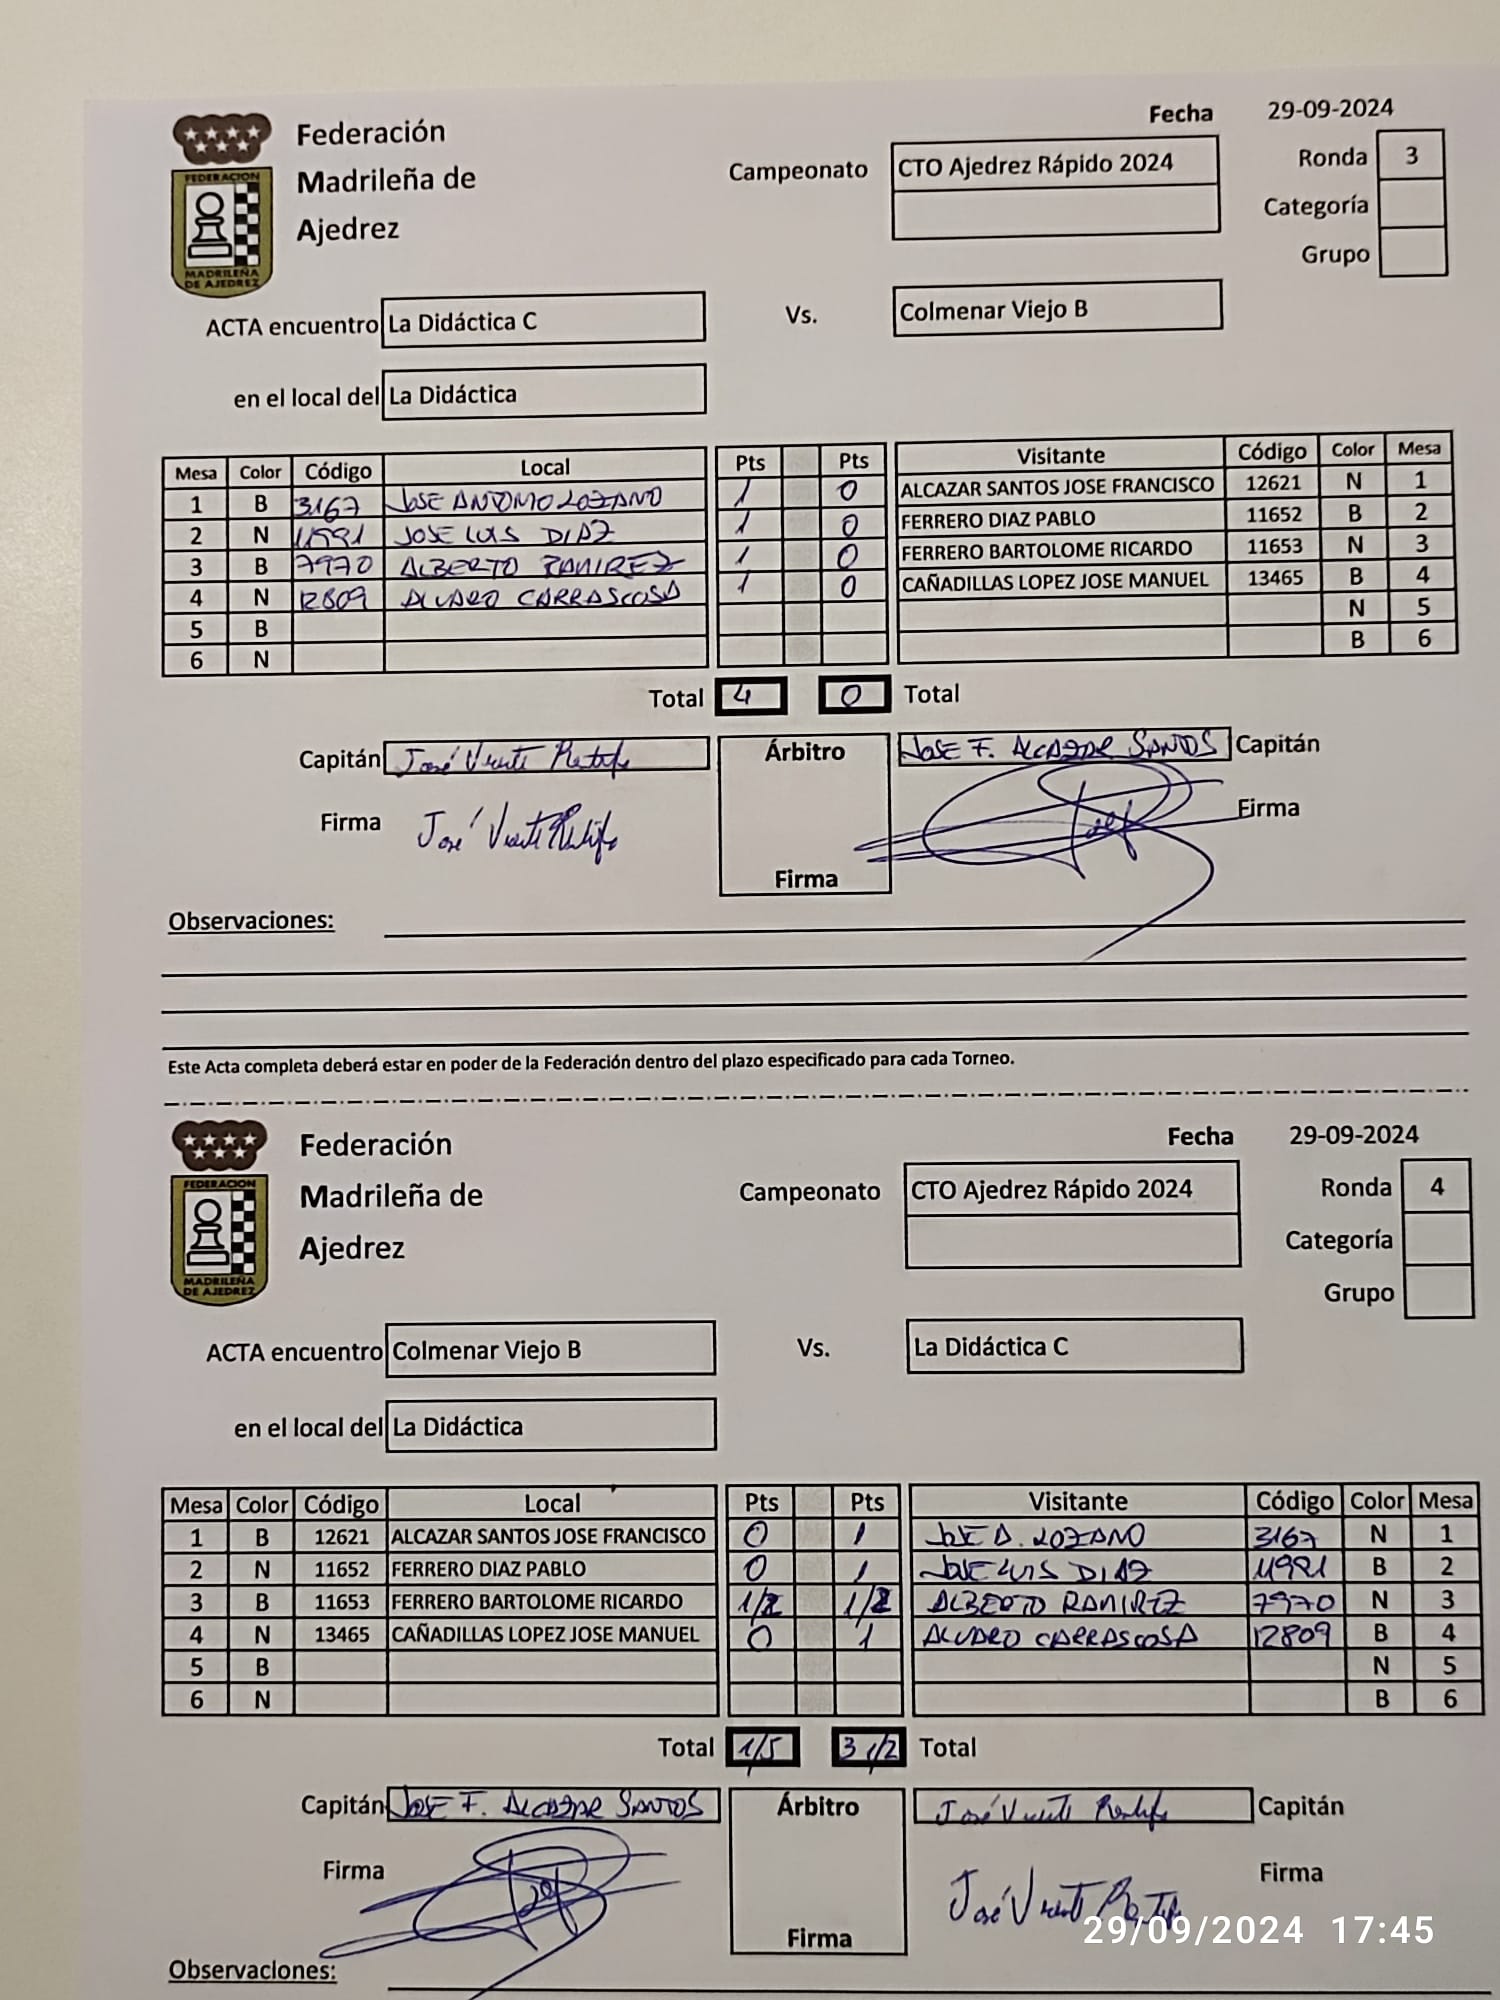 Fecha 29-09-2024
Federación
Madrileña de
Ajedrez
FEDERACION
MADRILEÑA
DE AJEDREZ
Campeonato CTO Ajedrez Rápido 2024
Ronda 3
Categoría
Grupo
ACTA encuentro La Didáctica C Vs. Colmenar Viejo B
en el local del La Didáctica
Mesa Color Código Local Pts Pts Visitante Código Color Mesa
1 B 3167 JOSE ANTONIO LOZANO 1 0 ALCAZAR SANTOS JOSE FRANCISCO 12621 N 1
2 N 11991 JOSE LUIS DIAZ 1 0 FERRERO DIAZ PABLO 11652 B 2
3 B 7970 ALBERTO RAMIREZ 1 0 FERRERO BARTOLOME RICARDO 11653 N 3
4 N 12809 ALVARO CARRASCOSA 1 0 CAÑADILLAS LOPEZ JOSE MANUEL 13465 B 4
5 B N 5
6 N B 6
Total 4 0 Total
Capitán José Vicente Árbitro JOSE F. ALCAZAR SANTOS Capitán
Firma José Vicente Firma
Firma
Observaciones:
Este Acta completa deberá estar en poder de la Federación dentro del plazo especificado para cada Torneo.
Fecha 29-09-2024
Federación
Madrileña de
Ajedrez
FEDERACION
MADRILEÑA
DE AJEDREZ
Campeonato CTO Ajedrez Rápido 2024
Ronda 4
Categoría
Grupo
ACTA encuentro Colmenar Viejo B Vs. La Didáctica C
en el local del La Didáctica
Mesa Color Código Local Pts Pts Visitante Código Color Mesa
1 B 12621 ALCAZAR SANTOS JOSE FRANCISCO 0 1 JOSE A. LOZANO 3167 N 1
2 N 11652 FERRERO DIAZ PABLO 0 1 JOSE LUIS DIAZ 11991 B 2
3 B 11653 FERRERO BARTOLOME RICARDO 1/2 1/2 ALBERTO RAMIREZ 7970 N 3
4 N 13465 CAÑADILLAS LOPEZ JOSE MANUEL 0 1 ALVARO CARRASCOSA 12809 B 4
5 B N 5
6 N B 6
Total 1/5 3 1/2 Total
Capitán JOSE F. ALCAZAR SANTOS Árbitro José Vicente Capitán
Firma José Vicente Firma
Firma
29/09/2024 17:45
Observaciones: